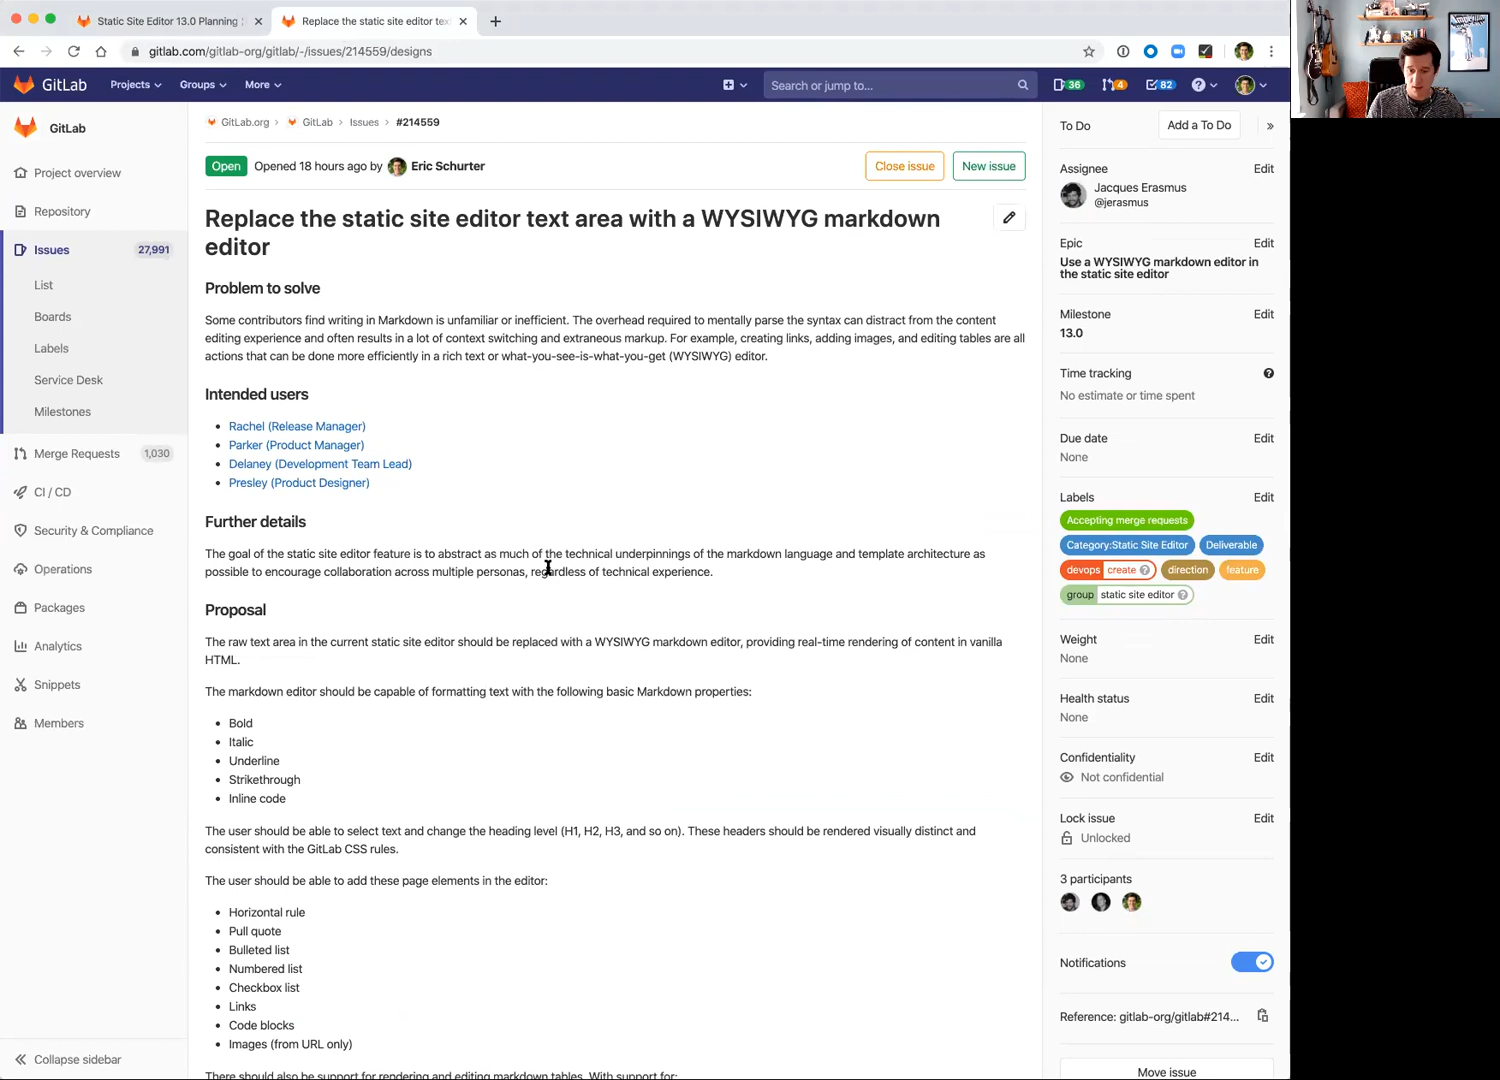 Static Site Editor 13.0 Planning
Replace the static site editor tex
gitlab.com/gitlab-org/gitlab/-/issues/214559/designs
GitLab
Projects
Groups
More
Search or jump to...
36
4
82
GitLab
Project overview
Repository
Issues
27,991
List
Boards
Labels
Service Desk
Milestones
Merge Requests
1,030
CI / CD
Security & Compliance
Operations
Packages
Analytics
Snippets
Members
Collapse sidebar
GitLab.org > GitLab > Issues > #214559
Open Opened 18 hours ago by Eric Schurter
Close issue
New issue
Replace the static site editor text area with a WYSIWYG markdown
editor
Problem to solve
Some contributors find writing in Markdown is unfamiliar or inefficient. The overhead required to mentally parse the syntax can distract from the content
editing experience and often results in a lot of context switching and extraneous markup. For example, creating links, adding images, and editing tables are all
actions that can be done more efficiently in a rich text or what-you-see-is-what-you-get (WYSIWYG) editor.
Intended users
• Rachel (Release Manager)
• Parker (Product Manager)
• Delaney (Development Team Lead)
• Presley (Product Designer)
Further details
The goal of the static site editor feature is to abstract as much of the technical underpinnings of the markdown language and template architecture as
possible to encourage collaboration across multiple personas, regardless of technical experience.
Proposal
The raw text area in the current static site editor should be replaced with a WYSIWYG markdown editor, providing real-time rendering of content in vanilla
HTML.
The markdown editor should be capable of formatting text with the following basic Markdown properties:
• Bold
• Italic
• Underline
• Strikethrough
• Inline code
The user should be able to select text and change the heading level (H1, H2, H3, and so on). These headers should be rendered visually distinct and
consistent with the GitLab CSS rules.
The user should be able to add these page elements in the editor:
• Horizontal rule
• Pull quote
• Bulleted list
• Numbered list
• Checkbox list
• Links
• Code blocks
• Images (from URL only)
There should also be support for rendering and editing markdown tables. With support for:
To Do
Add a To Do
Assignee
Edit
Jacques Erasmus
@jerasmus
Epic
Edit
Use a WYSIWYG markdown editor in
the static site editor
Milestone
Edit
13.0
Time tracking
No estimate or time spent
Due date
Edit
None
Labels
Edit
Accepting merge requests
Category:Static Site Editor
Deliverable
devops create
direction
feature
group static site editor
Weight
Edit
None
Health status
Edit
None
Confidentiality
Edit
Not confidential
Lock issue
Edit
Unlocked
3 participants
Notifications
Reference: gitlab-org/gitlab#214...
Move issue